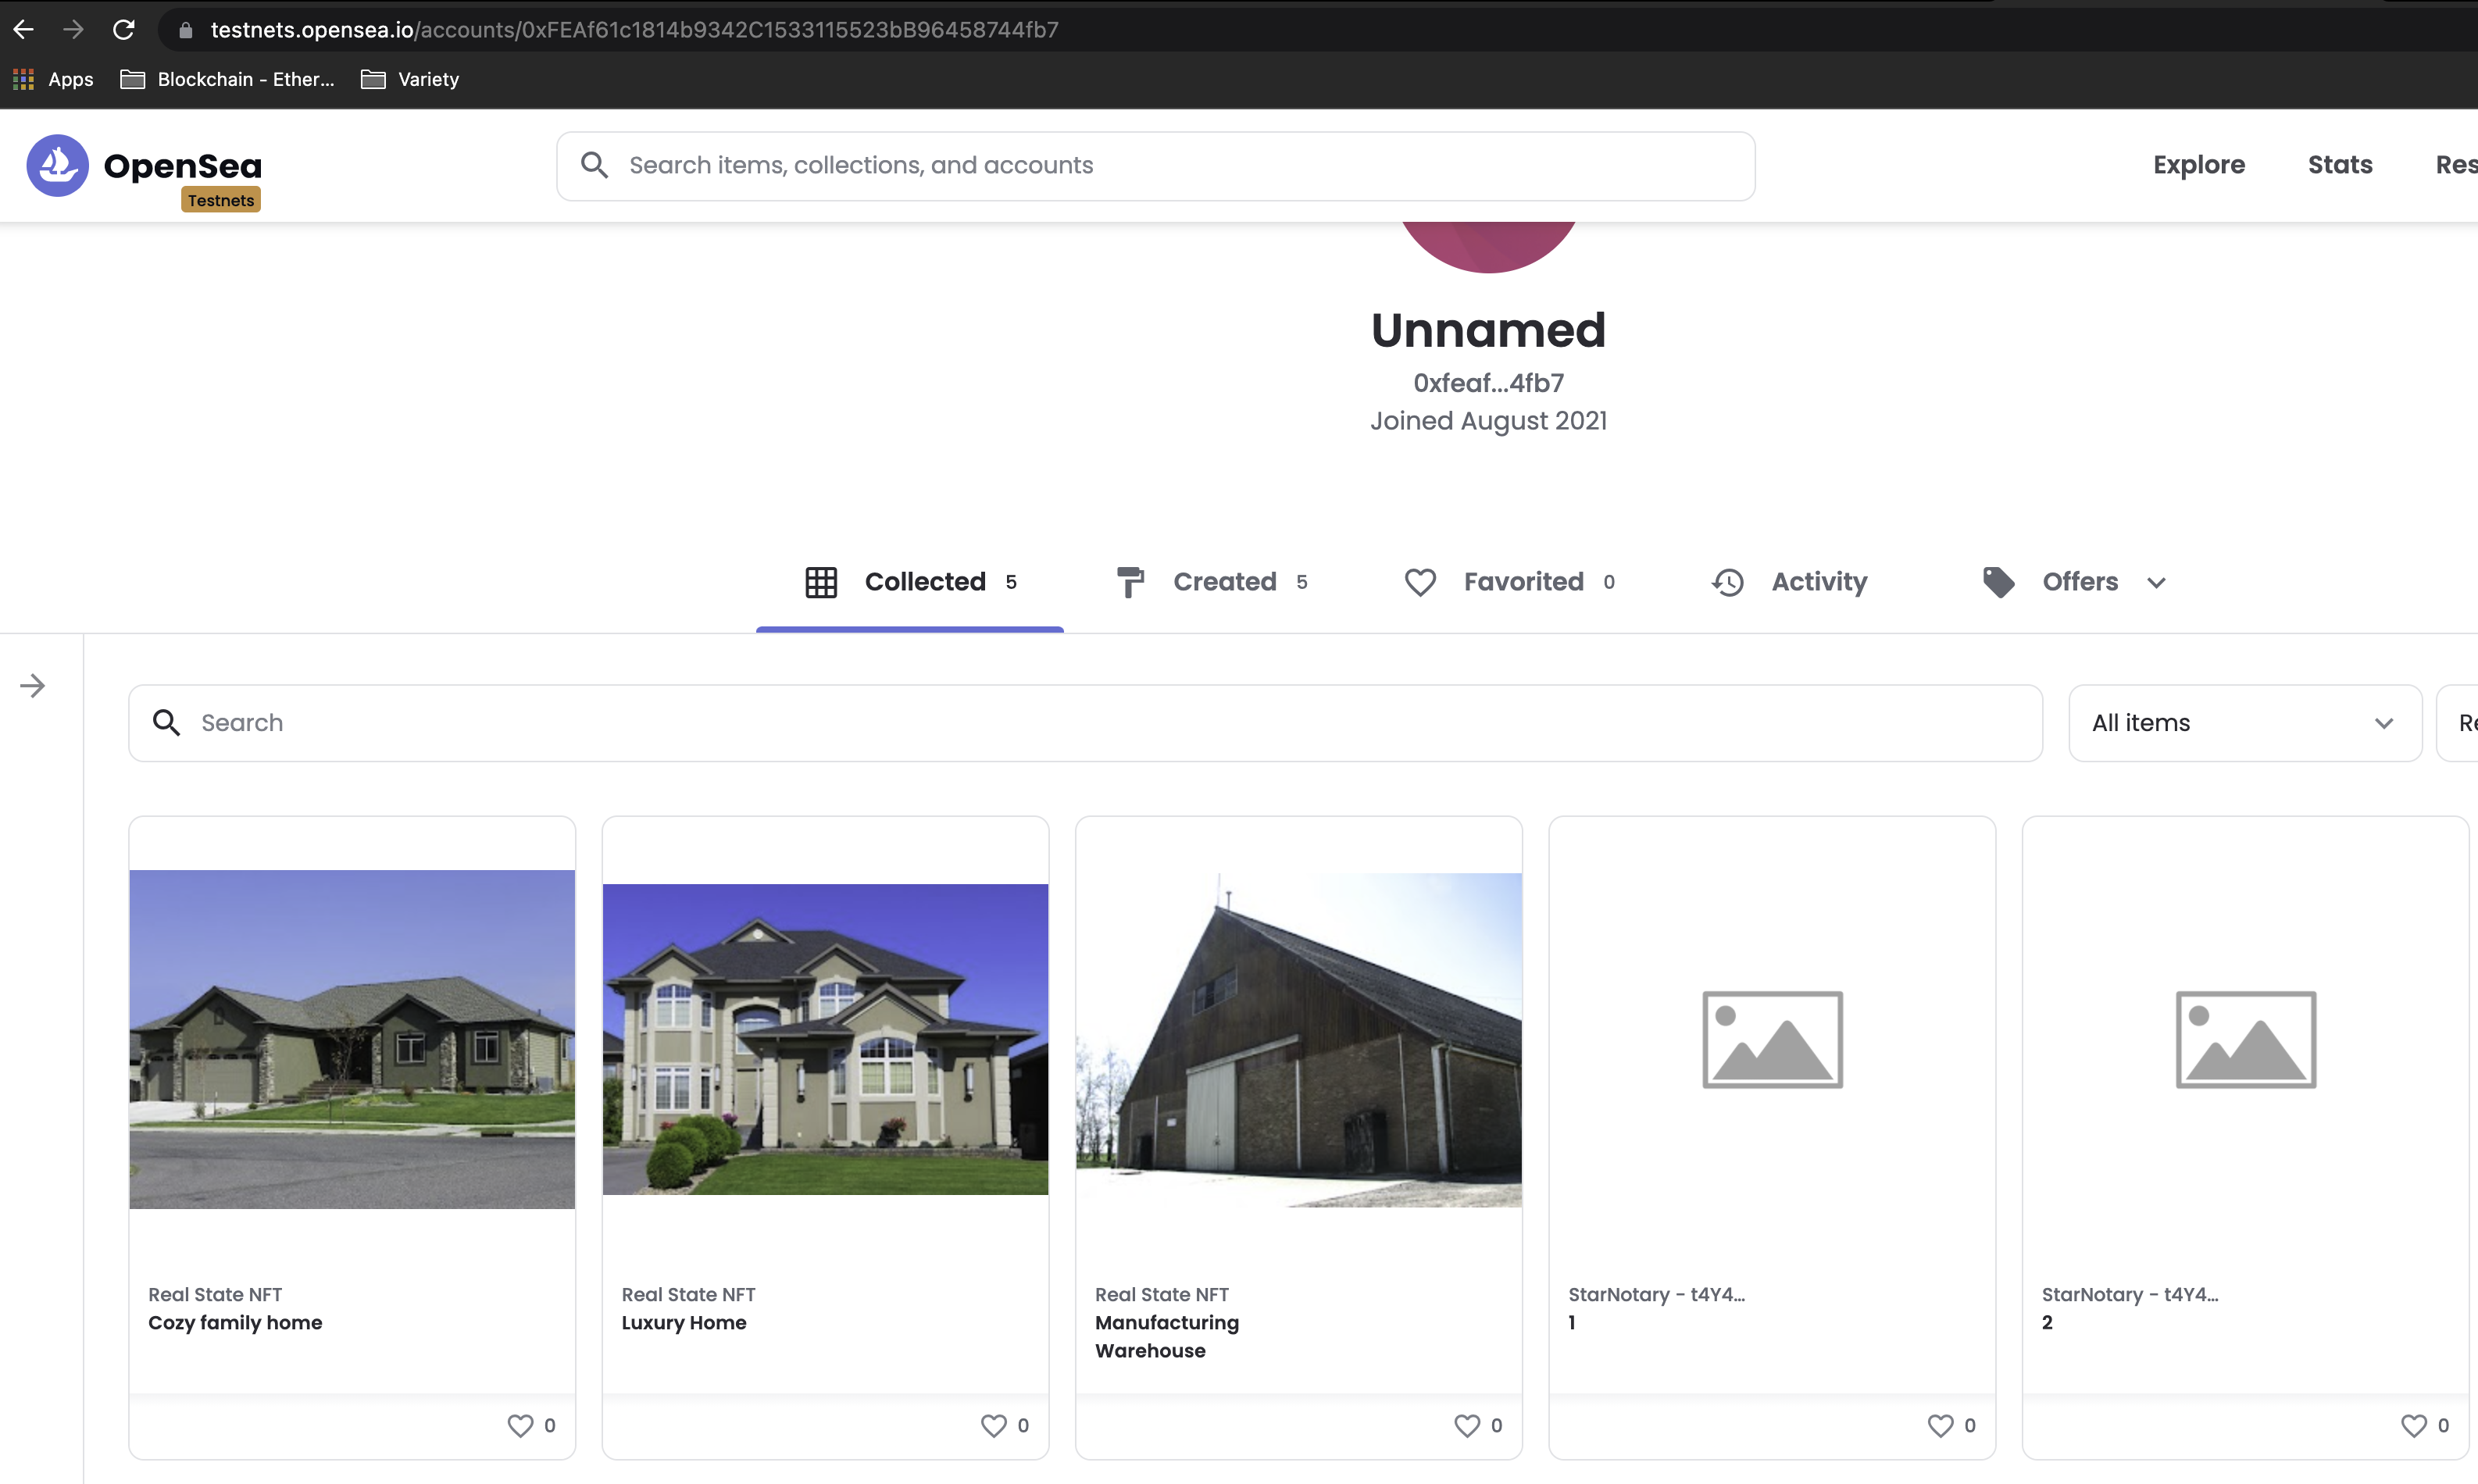 testnets.opensea.io/accounts/0xFEAf61c1814b9342C1533115523bB96458744fb7
Apps
Blockchain - Ether...
Variety
OpenSea
Testnets
Search items, collections, and accounts
Explore
Stats
Res
Unnamed
0xfeaf...4fb7
Joined August 2021
Collected 5
Created 5
Favorited 0
Activity
Offers
Search
All items
Re
Real State NFT
Cozy family home
0
Real State NFT
Luxury Home
0
Real State NFT
Manufacturing
Warehouse
0
StarNotary - t4Y4...
1
0
StarNotary - t4Y4...
2
0